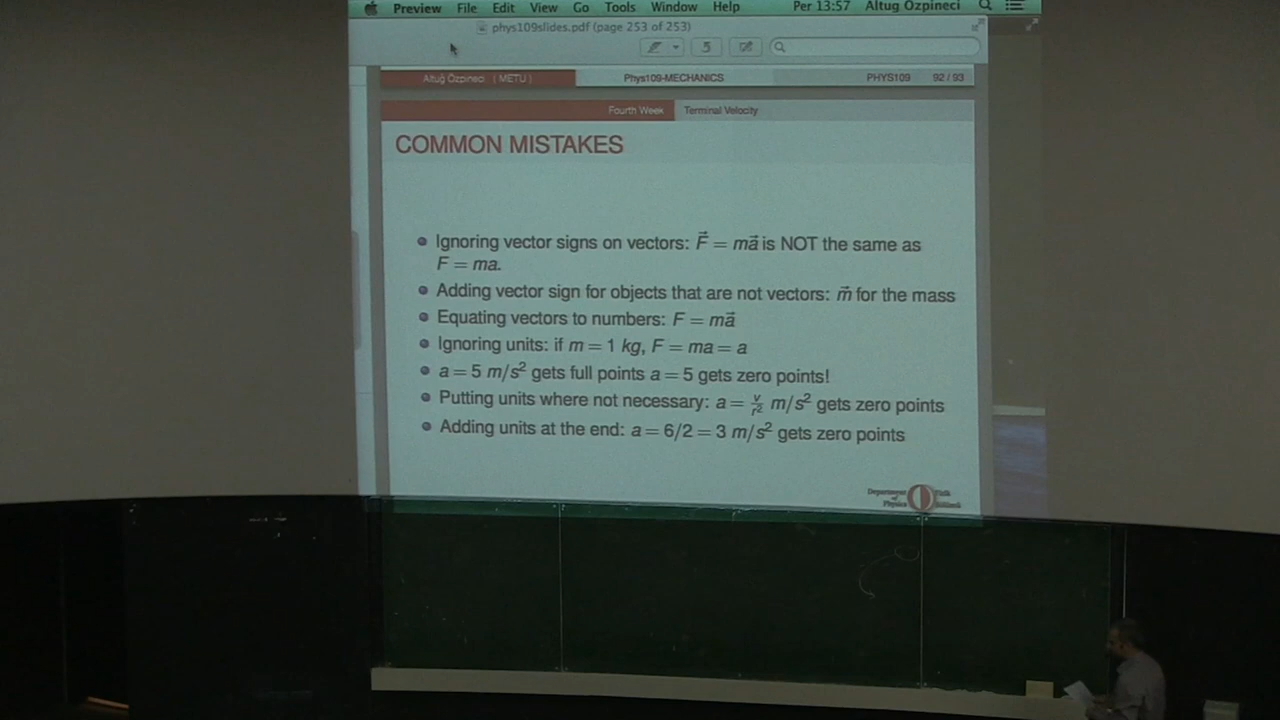 Preview File Edit View Go Tools Window Help Per 13:57 Altug Ozpineci
phys109slides.pdf (page 253 of 253)
Altuğ Özpineci ( METU ) Phys109-MECHANICS PHYS109 92 / 93
Fourth Week Terminal Velocity
COMMON MISTAKES
Ignoring vector signs on vectors: F⃗ = ma⃗ is NOT the same as
F = ma.
Adding vector sign for objects that are not vectors: m⃗ for the mass
Equating vectors to numbers: F = ma⃗
Ignoring units: if m = 1 kg, F = ma = a
a = 5 m/s² gets full points a = 5 gets zero points!
Putting units where not necessary: a = v/r² m/s² gets zero points
Adding units at the end: a = 6/2 = 3 m/s² gets zero points
Department
of
Physics